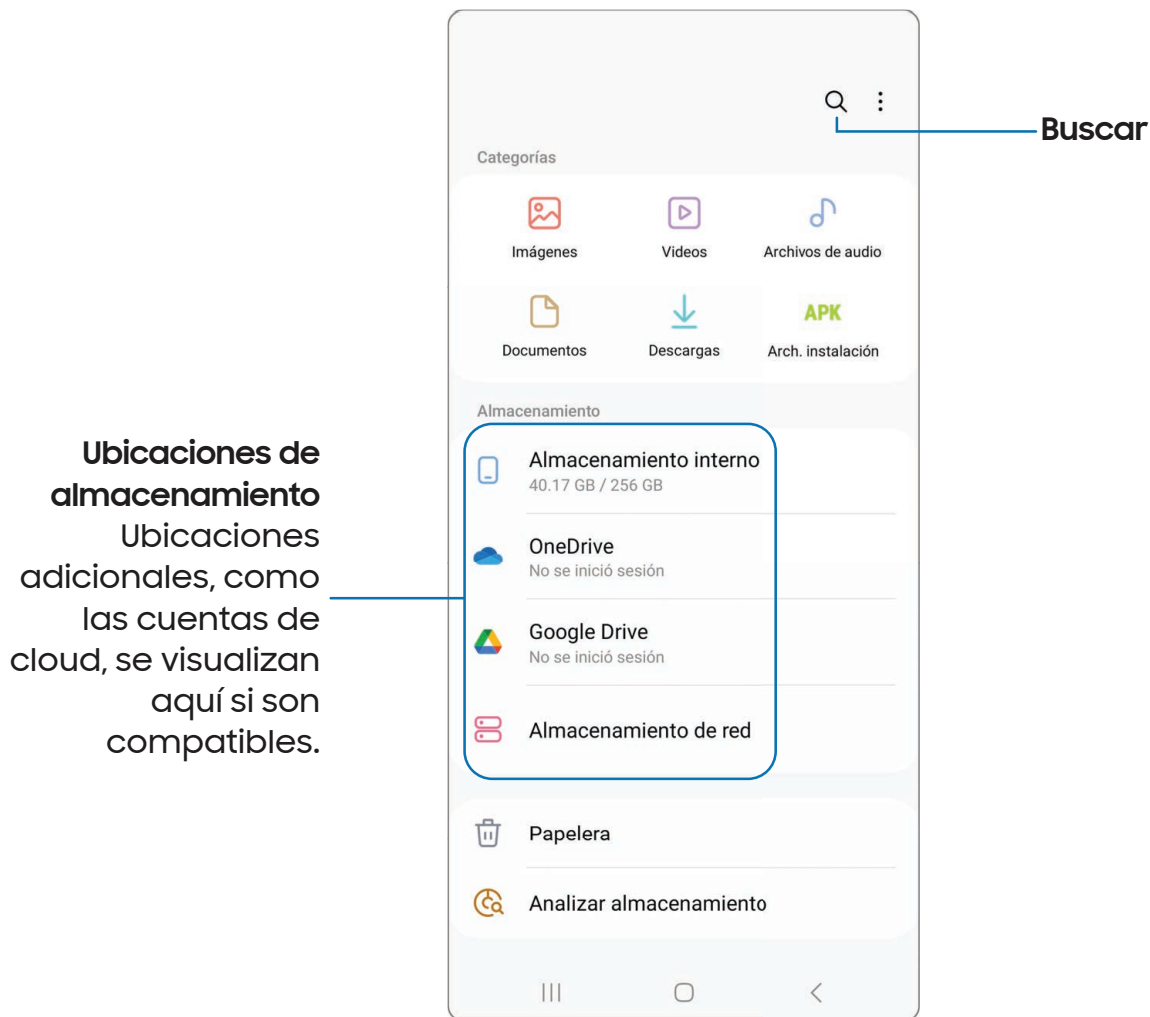 Buscar
Categorías
Imágenes
Videos
Archivos de audio
Documentos
Descargas
APK
Arch. instalación
Almacenamiento
Ubicaciones de
almacenamiento
Ubicaciones
adicionales, como
las cuentas de
cloud, se visualizan
aquí si son
compatibles.
Almacenamiento interno
40.17 GB / 256 GB
OneDrive
No se inició sesión
Google Drive
No se inició sesión
Almacenamiento de red
Papelera
Analizar almacenamiento